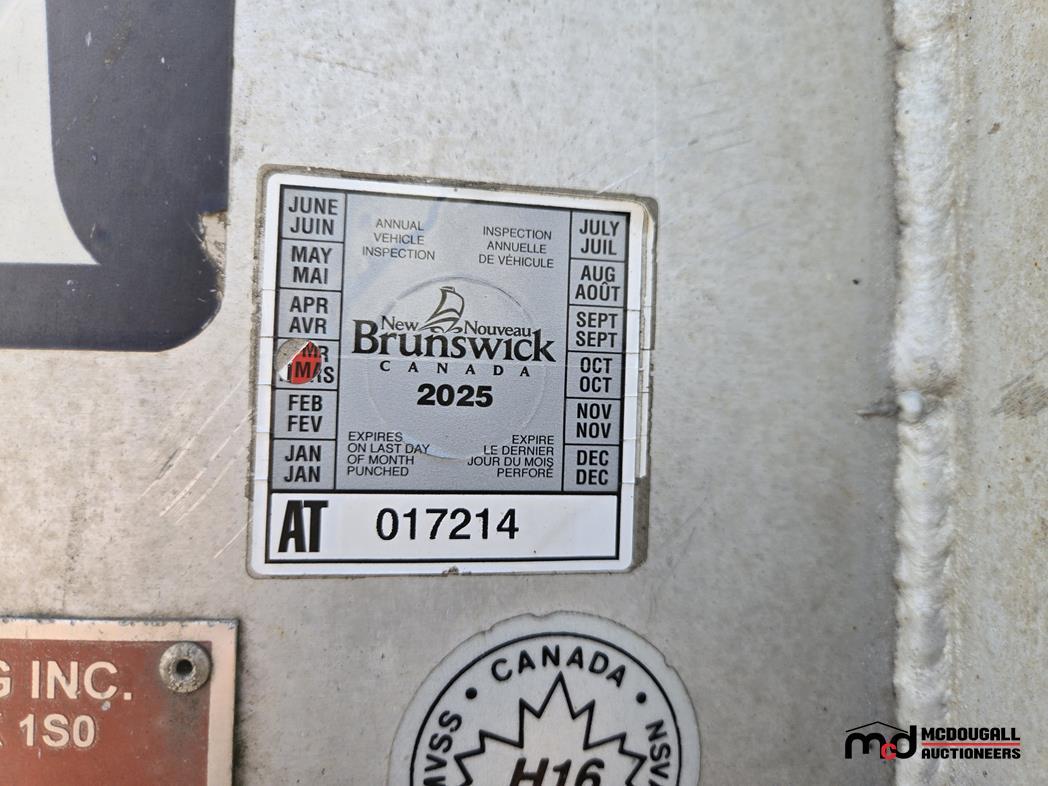 JUNE
JUIN
MAY
MAI
APR
AVR
MAS
FEB
FEV
JAN
JAN
ANNUAL
VEHICLE
INSPECTION
INSPECTION
ANNUELLE
DE VÉHICULE
New Nouveau
Brunswick
CANADA
2025
EXPIRES
ON LAST DAY
OF MONTH
PUNCHED
EXPIRE
LE DERNIER
JOUR DU MOIS
PERFORÉ
JULY
JUIL
AUG
AOÛT
SEPT
SEPT
OCT
OCT
NOV
NOV
DEC
DEC
AT 017214
G INC.
1S0
CANADA
H16
mcd MCDOUGALL
AUCTIONEERS